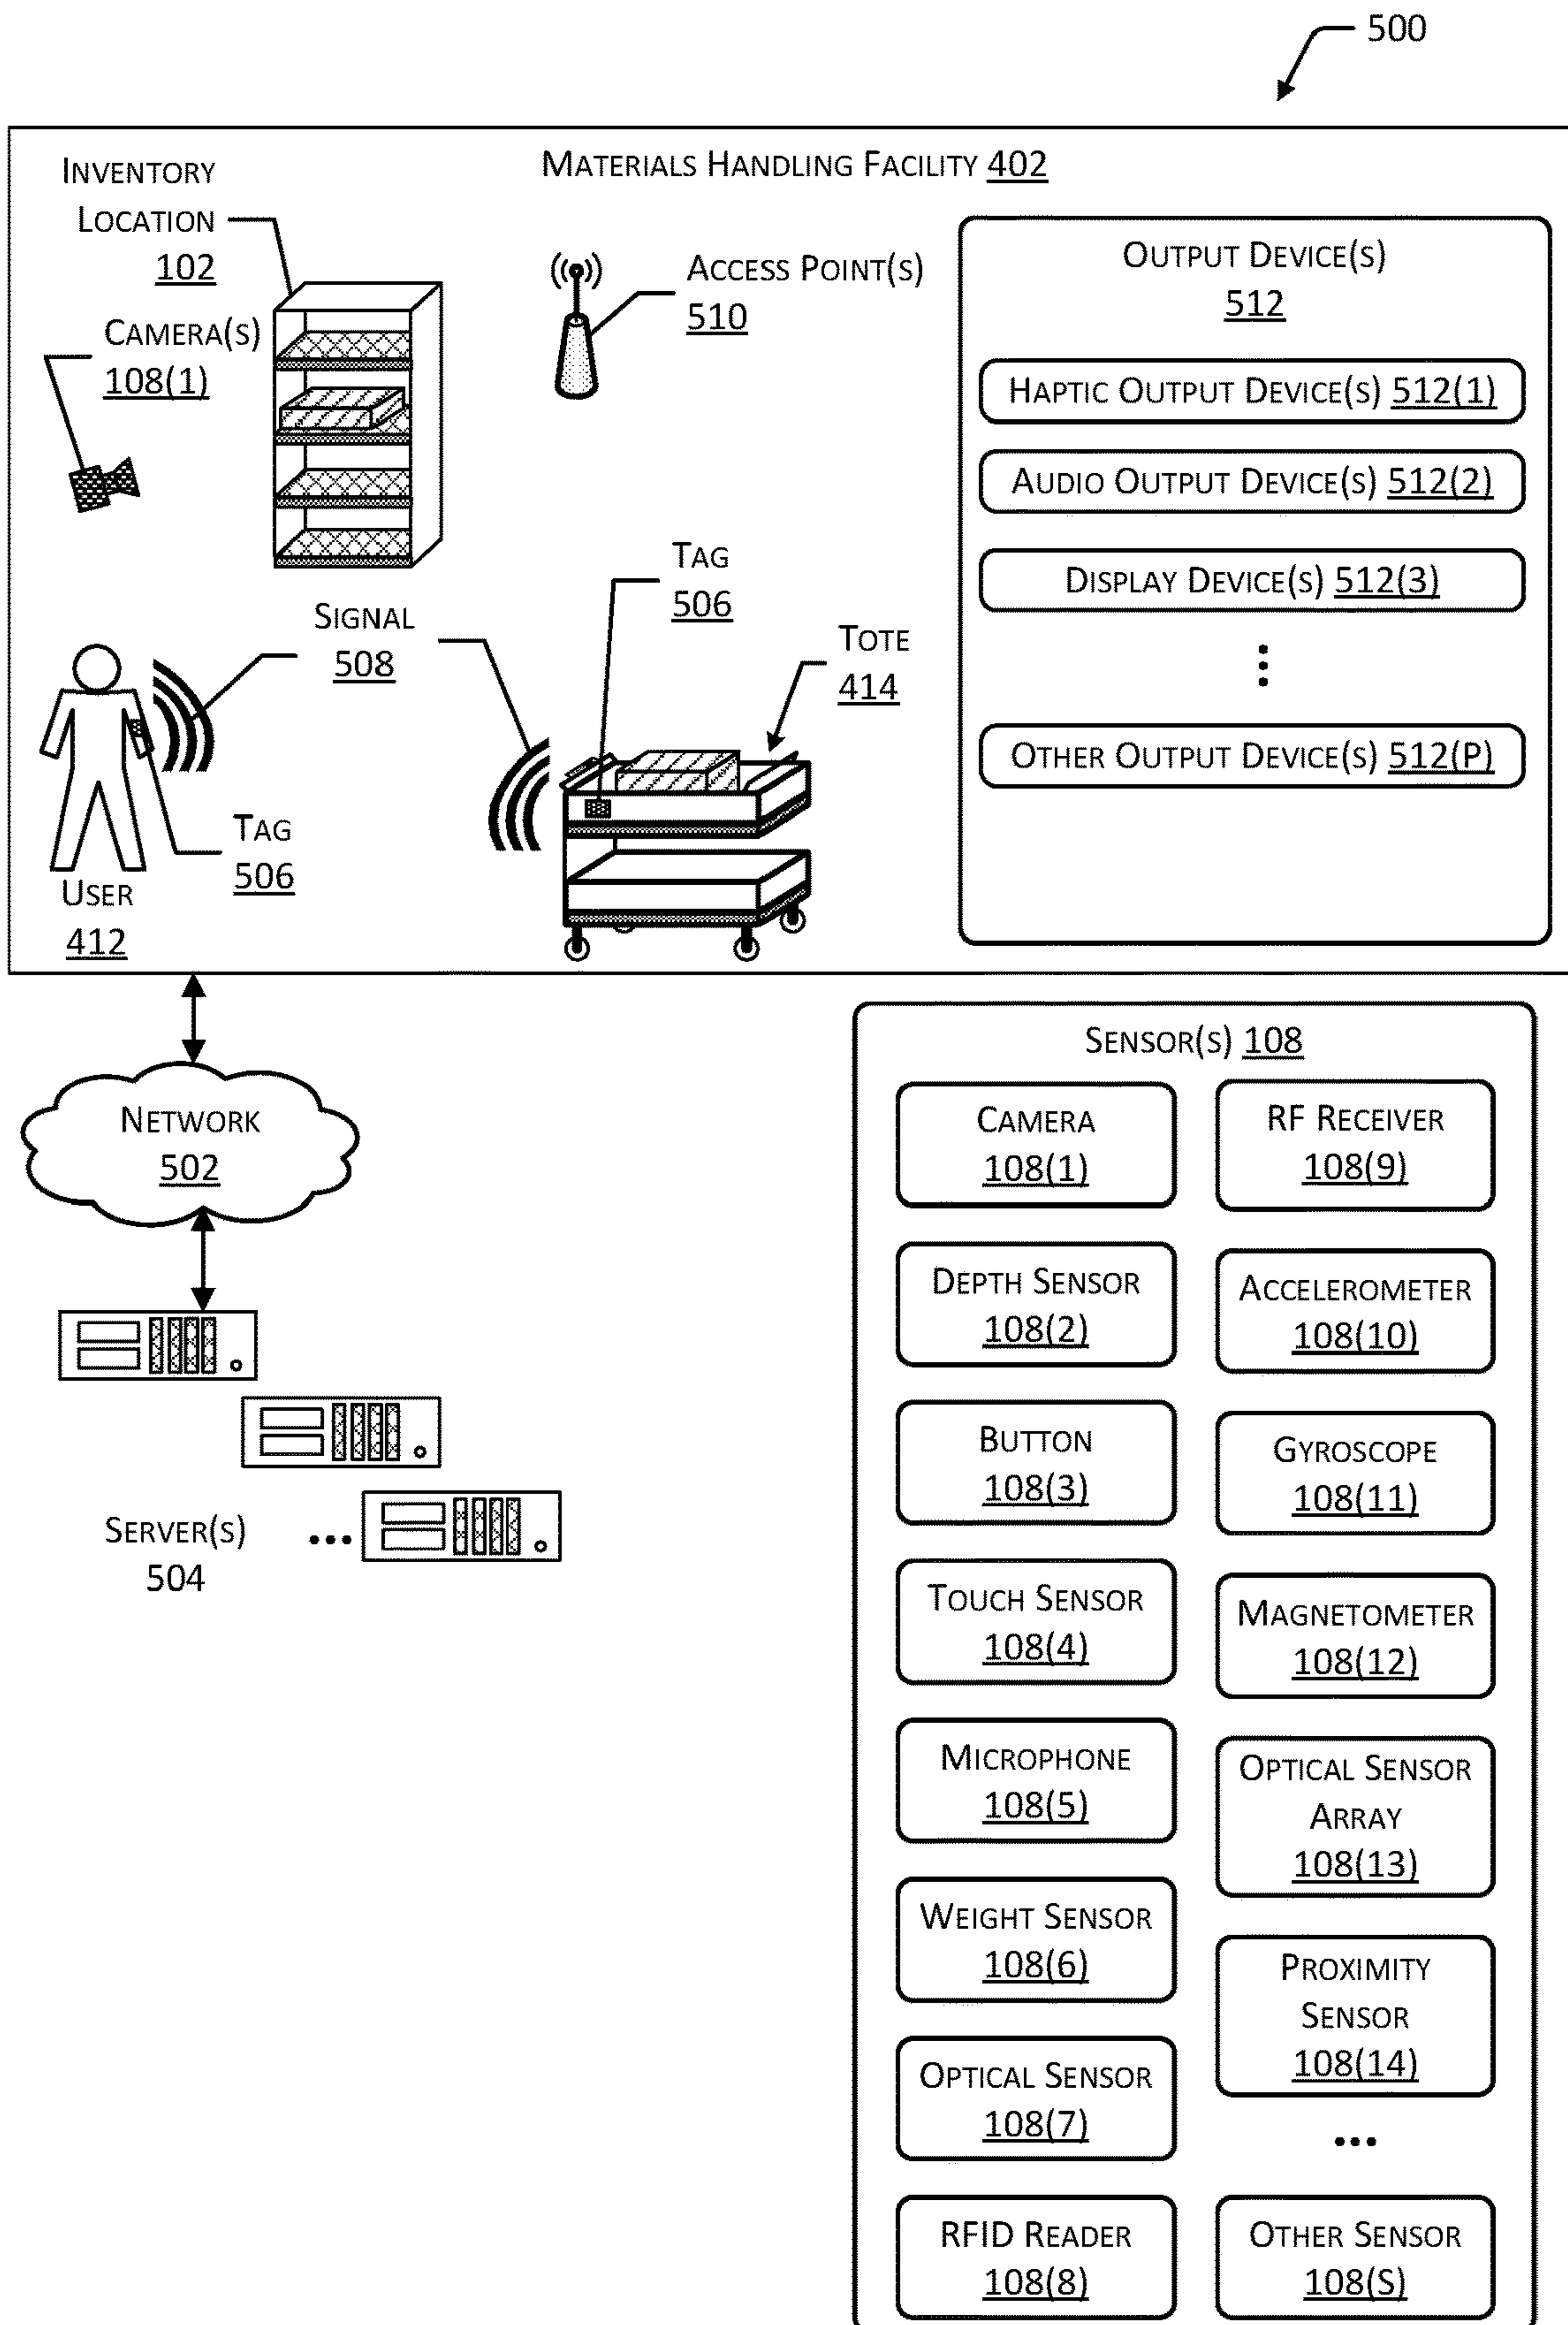 500
MATERIALS HANDLING FACILITY 402
INVENTORY
LOCATION
102
CAMERA(S)
108(1)
ACCESS POINT(S)
510
OUTPUT DEVICE(S)
512
HAPTIC OUTPUT DEVICE(S) 512(1)
AUDIO OUTPUT DEVICE(S) 512(2)
DISPLAY DEVICE(S) 512(3)
OTHER OUTPUT DEVICE(S) 512(P)
SIGNAL
508
TAG
506
TOTE
414
TAG
506
USER
412
NETWORK
502
SERVER(S)
504
SENSOR(S) 108
CAMERA
108(1)
DEPTH SENSOR
108(2)
BUTTON
108(3)
TOUCH SENSOR
108(4)
MICROPHONE
108(5)
WEIGHT SENSOR
108(6)
OPTICAL SENSOR
108(7)
RFID READER
108(8)
RF RECEIVER
108(9)
ACCELEROMETER
108(10)
GYROSCOPE
108(11)
MAGNETOMETER
108(12)
OPTICAL SENSOR
ARRAY
108(13)
PROXIMITY
SENSOR
108(14)
OTHER SENSOR
108(S)